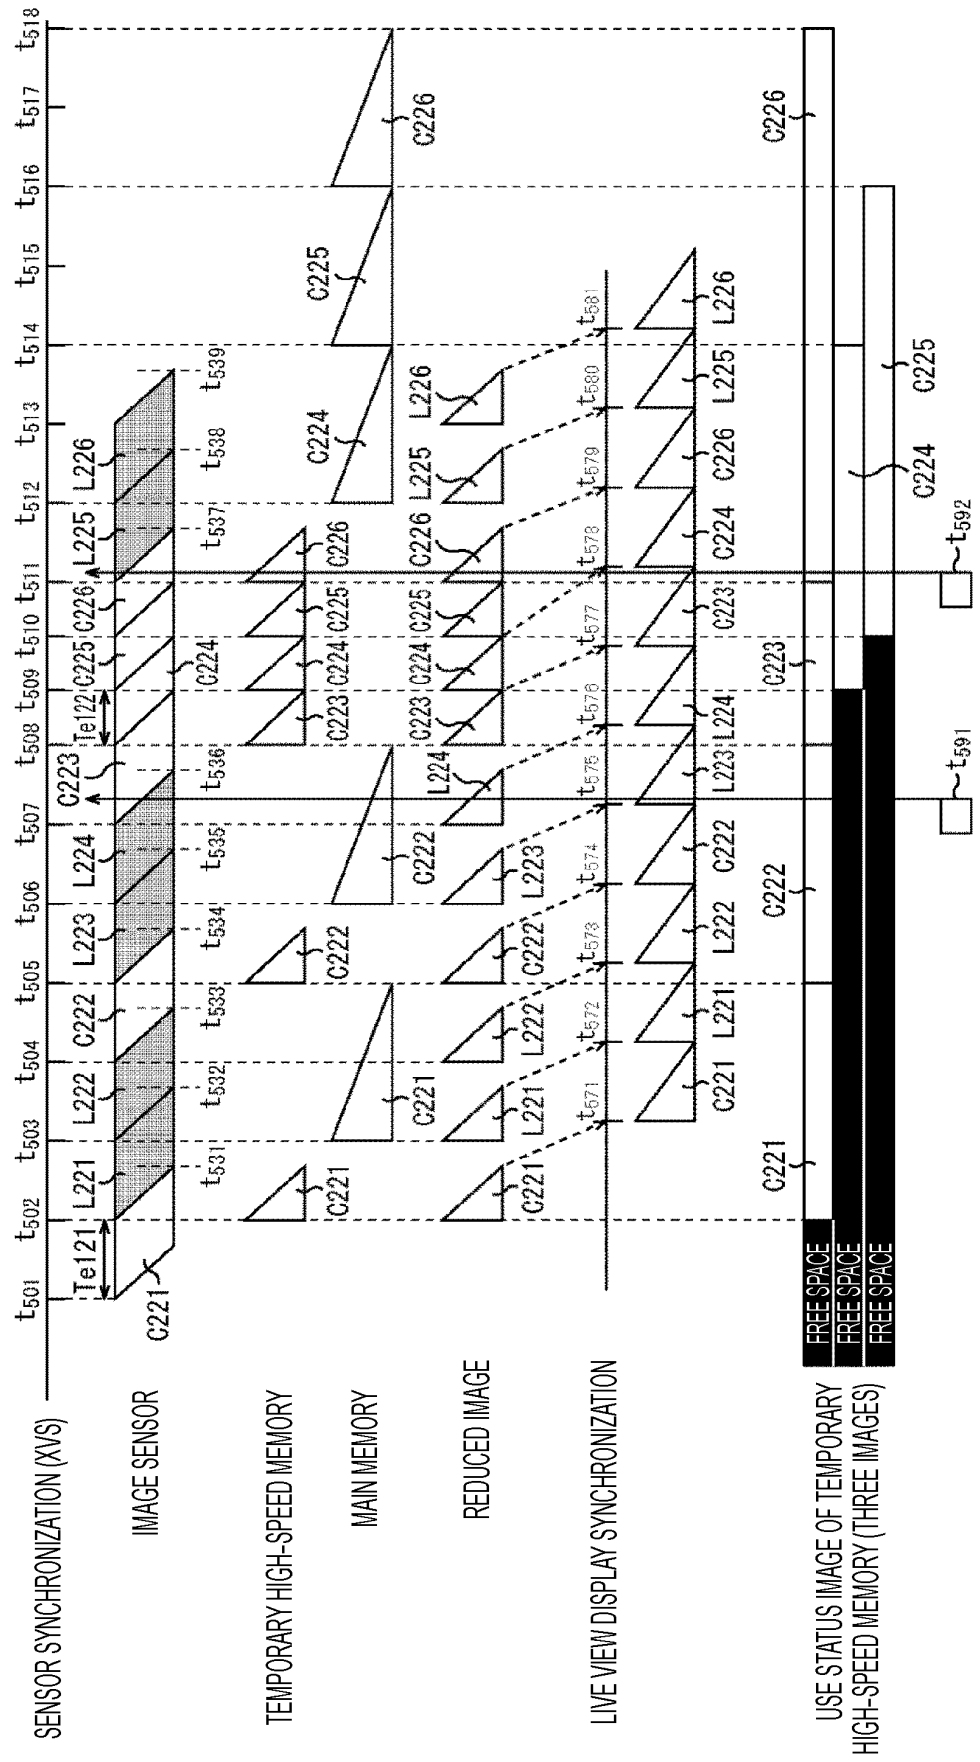 SENSOR SYNCHRONIZATION (XVS)
t501 t502 t503 t504 t505 t506 t507 t508 t509 t510 t511 t512 t513 t514 t515 t516 t517 t518
Te121 L221 L222 C222 L223 L224 C223 Te122 C225 C226 L225 L226
IMAGE SENSOR
C221 t531 t532 t533 t534 t535 t536 C224 t537 t538 t539
TEMPORARY HIGH-SPEED MEMORY
C221 C222 C223 C224 C225 C226
MAIN MEMORY
C221 C222 C224 C225 C226
REDUCED IMAGE
C221 L221 L222 C222 L223 L224 C223 C224 C225 C226 L225 L226
LIVE VIEW DISPLAY SYNCHRONIZATION
t571 t572 t573 t574 t575 t576 t577 t578 t579 t580 t581
C221 L221 L222 C222 L223 L224 C223 C224 C226 L225 L226
USE STATUS IMAGE OF TEMPORARY
HIGH-SPEED MEMORY (THREE IMAGES)
C221 C222 C223 C226
FREE SPACE
FREE SPACE
FREE SPACE
C224 C225
t591 t592